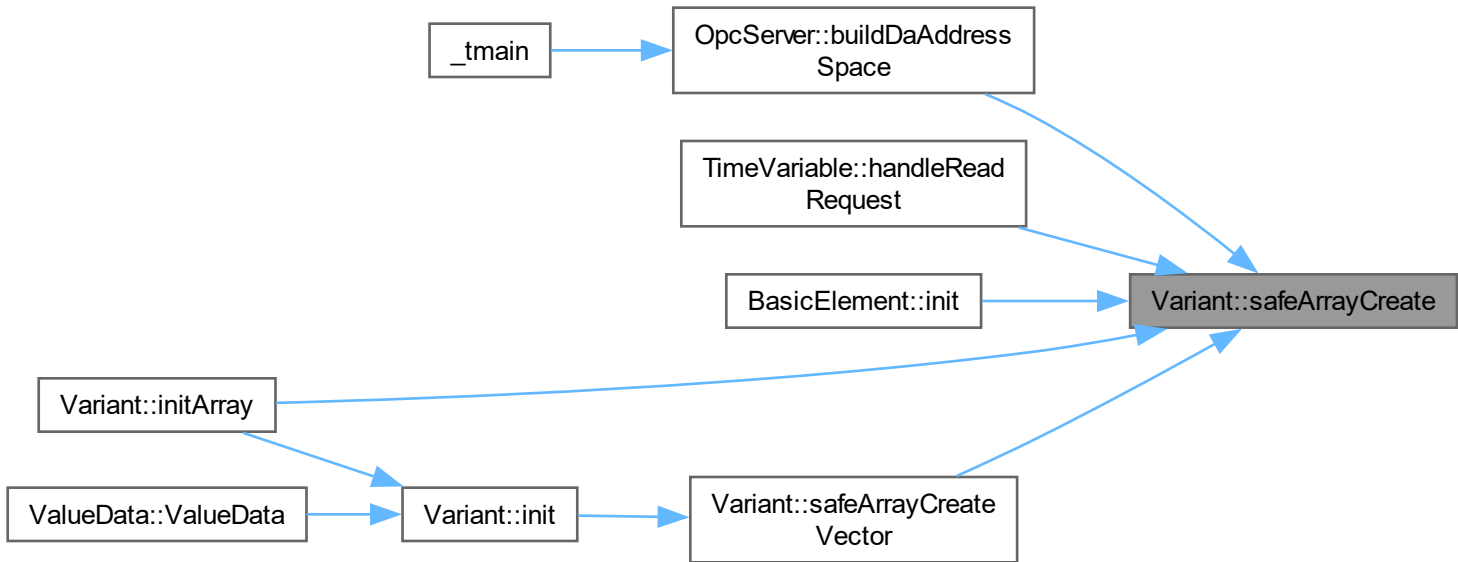 OpcServer::buildDaAddress
Space
_tmain
TimeVariable::handleRead
Request
BasicElement::init
Variant::safeArrayCreate
Variant::initArray
ValueData::ValueData
Variant::init
Variant::safeArrayCreate
Vector